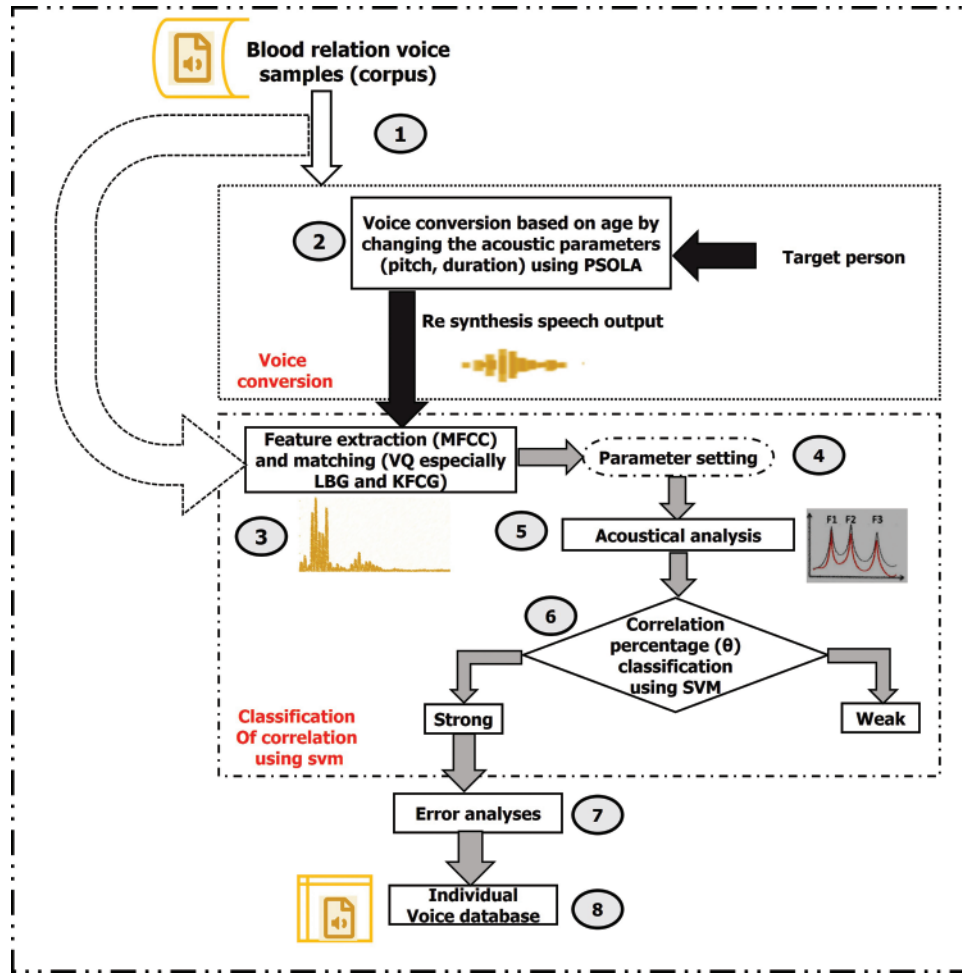 Blood relation voice
samples (corpus)
1
2
Voice conversion based on age by
changing the acoustic parameters
(pitch, duration) using PSOLA
Target person
Re synthesis speech output
Voice
conversion
Feature extraction (MFCC)
and matching (VQ especially
LBG and KFCG)
Parameter setting
4
3
5
Acoustical analysis
F1 F2 F3
6
Correlation
percentage (θ)
classification
using SVM
Strong
Weak
Classification
Of correlation
using svm
Error analyses
7
Individual
Voice database
8